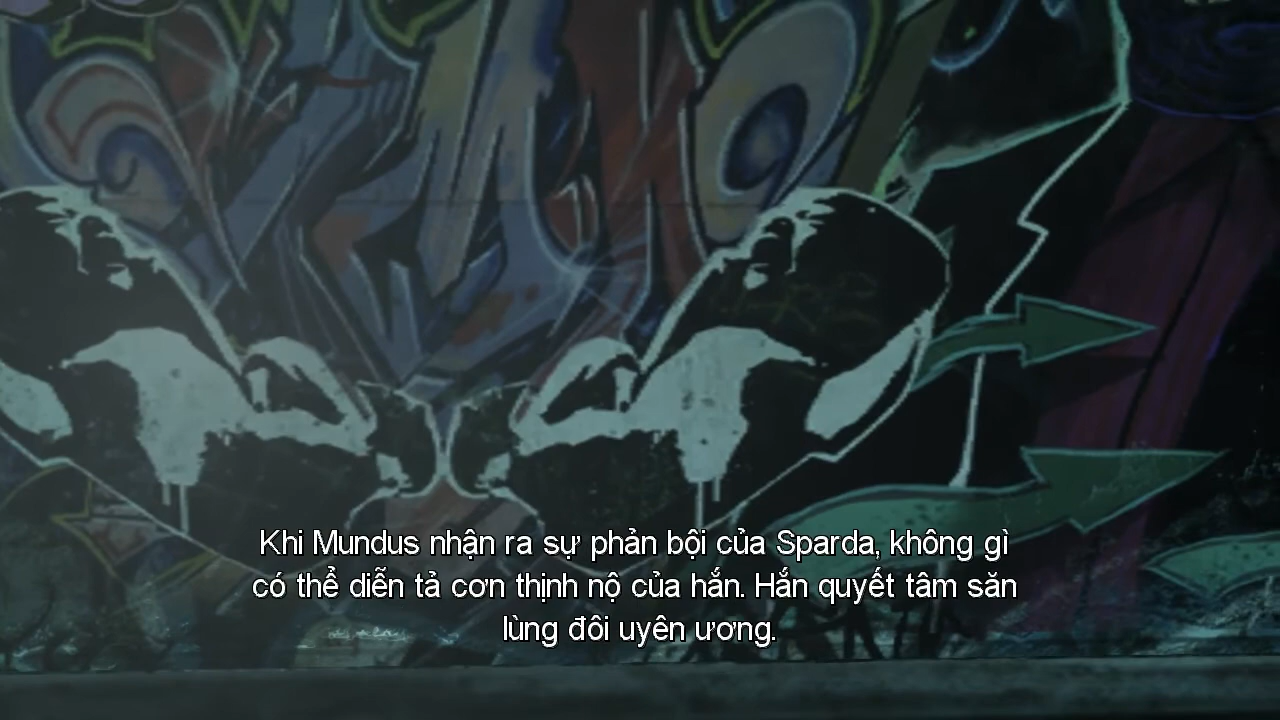 Khi Mundus nhận ra sự phản bội của Sparda, không gì
có thể diễn tả cơn thịnh nộ của hắn. Hắn quyết tâm săn
lùng đôi uyên ương.